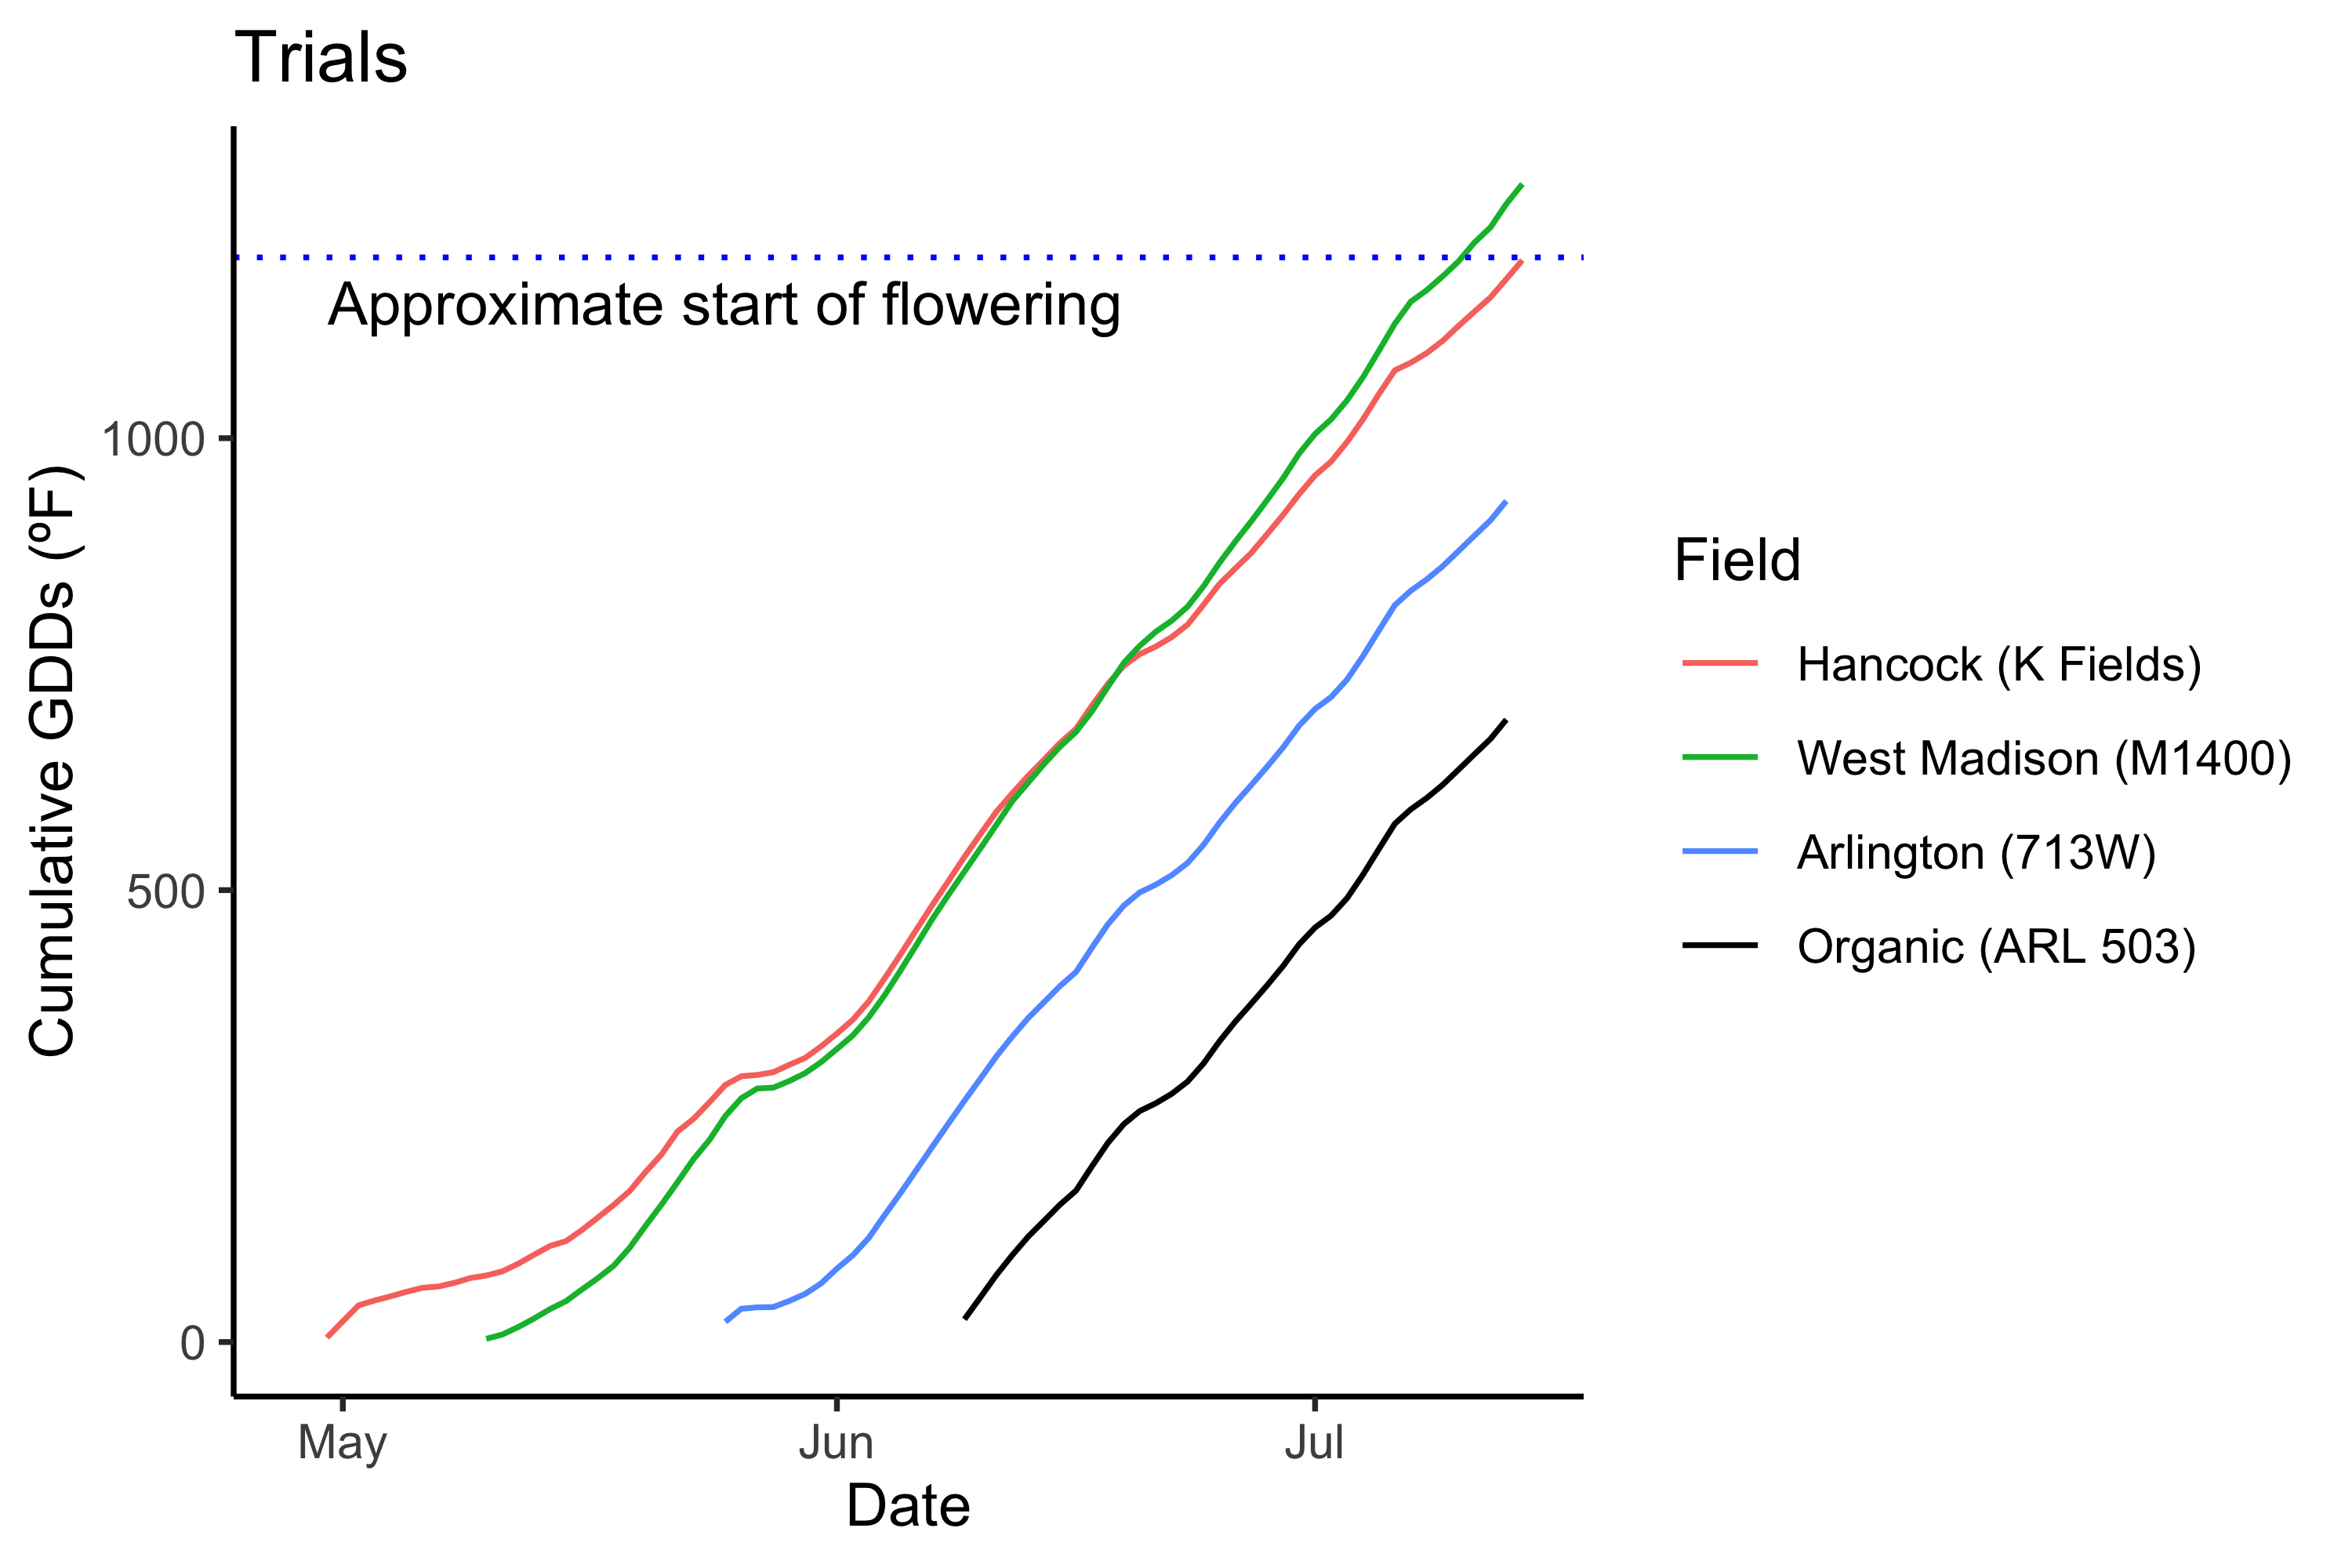 Trials
Approximate start of flowering
1000
500
0
Cumulative GDDs (ºF)
May
Jun
Jul
Date
Field
Hancock (K Fields)
West Madison (M1400)
Arlington (713W)
Organic (ARL 503)